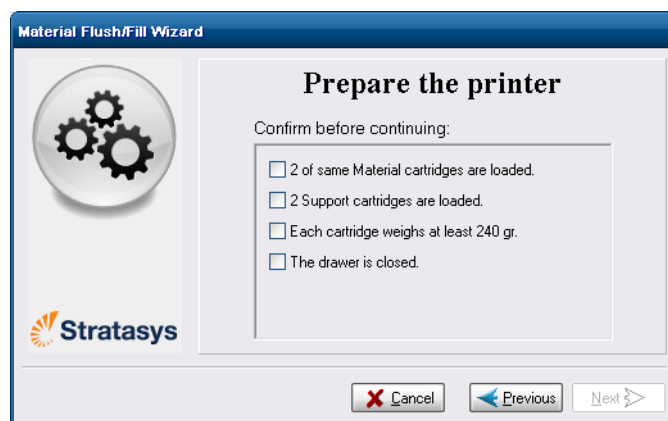 Material Flush/Fill Wizard
Prepare the printer
Confirm before continuing:
2 of same Material cartridges are loaded.
2 Support cartridges are loaded.
Each cartridge weighs at least 240 gr.
The drawer is closed.
Stratasys
Cancel
Previous
Next